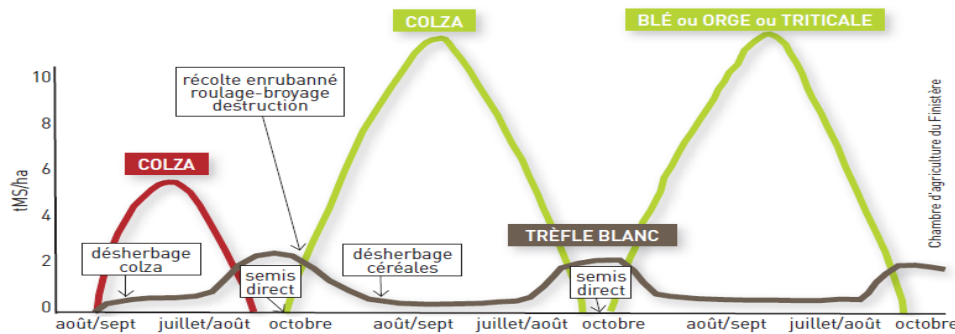 COLZA
BLÉ ou ORGE ou TRITICALE
10
8
6
4
2
0
tMS/ha
récolte enrubanné
roulage-broyage
destruction
COLZA
désherbage
colza
semis
direct
désherbage
céréales
TRÈFLE BLANC
semis
direct
août/sept
juillet/août
octobre
août/sept
juillet/août
octobre
août/sept
juillet/août
octobre
Chambre d'agriculture du Finistère